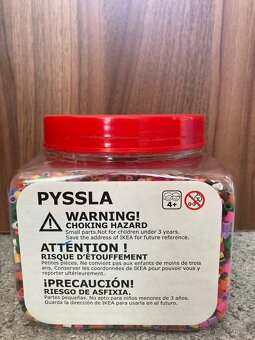 PYSSLA
4+
0-3
WARNING!
CHOKING HAZARD
Small parts.Not for children under 3 years.
Save the address of IKEA for future reference.
ATTENTION !
RISQUE D'ÉTOUFFEMENT
Petites pièces. Ne convient pas aux enfants de moins de trois
ans. Conserver les coordonnées de IKEA pour pouvoir vous y
reporter ultérieurement.
¡PRECAUCIÓN!
RIESGO DE ASFIXIA.
Partes pequeñas. No apto para niños menores de 3 años.
Guarda la dirección de IKEA para usarla en el futuro.